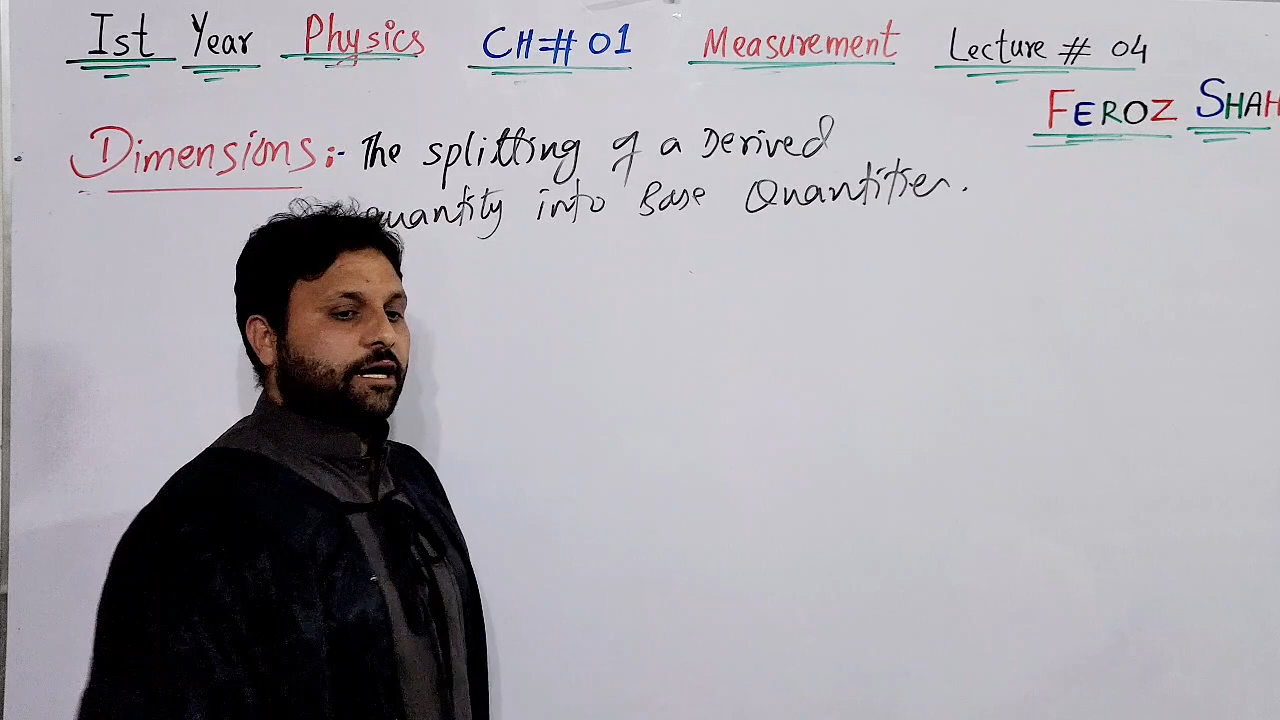 Ist Year Physics CH# 01 Measurement Lecture # 04
FEROZ SHAH
Dimensions:- The splitting of a Derived
quantity into Base Quantities.